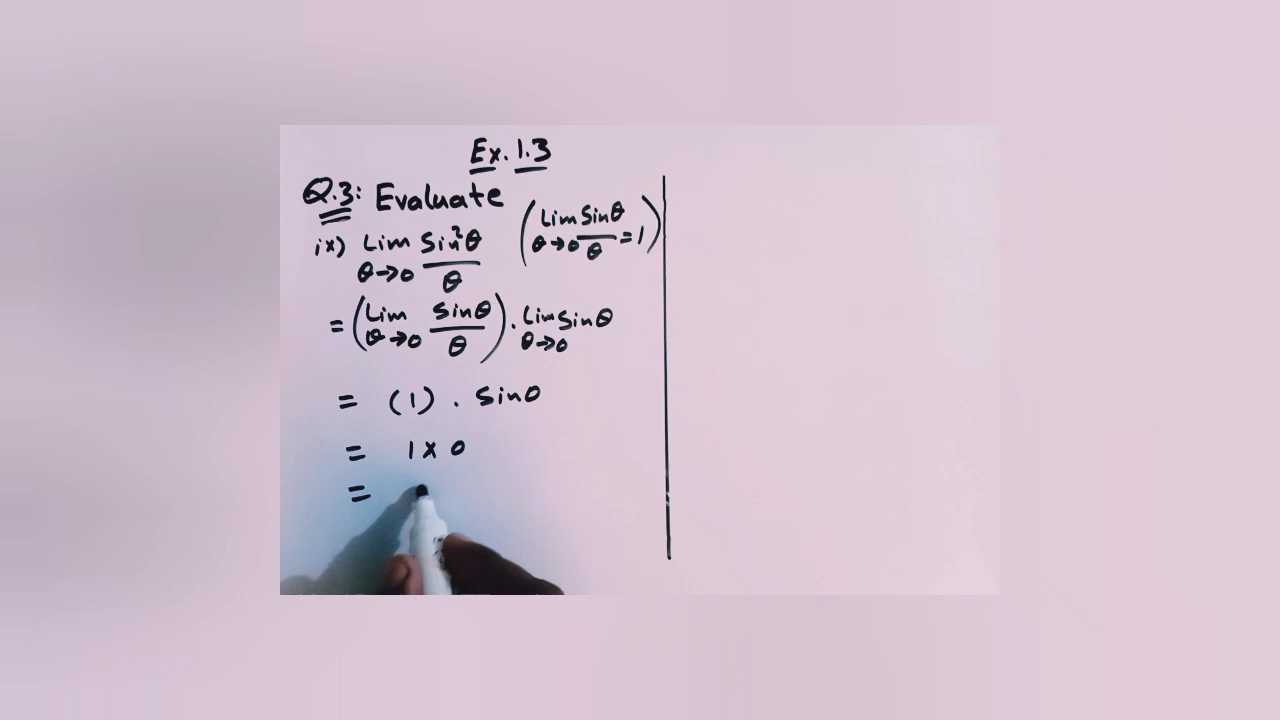 Ex. 1.3
Q.3: Evaluate
ix) Lim θ→0 Sin²θ/θ (Lim θ→0 Sinθ/θ = 1)
= (Lim θ→0 Sinθ/θ) . Lim θ→0 Sinθ
= (1) . Sin0
= 1 x 0
=